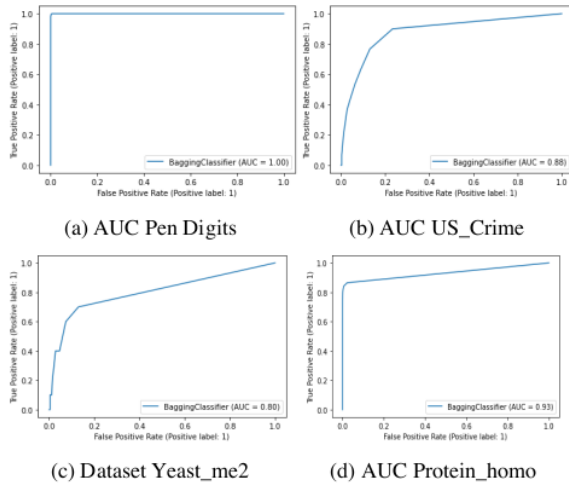 1.0
0.8
0.6
0.4
0.2
0.0
True Positive Rate (Positive label: 1)
BaggingClassifier (AUC = 1.00)
0.0 0.2 0.4 0.6 0.8 1.0
False Positive Rate (Positive label: 1)
(a) AUC Pen Digits
1.0
0.8
0.6
0.4
0.2
0.0
True Positive Rate (Positive label: 1)
BaggingClassifier (AUC = 0.88)
0.0 0.2 0.4 0.6 0.8 1.0
False Positive Rate (Positive label: 1)
(b) AUC US_Crime
1.0
0.8
0.6
0.4
0.2
0.0
True Positive Rate (Positive label: 1)
BaggingClassifier (AUC = 0.80)
0.0 0.2 0.4 0.6 0.8 1.0
False Positive Rate (Positive label: 1)
(c) Dataset Yeast_me2
1.0
0.8
0.6
0.4
0.2
0.0
True Positive Rate (Positive label: 1)
BaggingClassifier (AUC = 0.93)
0.0 0.2 0.4 0.6 0.8 1.0
False Positive Rate (Positive label: 1)
(d) AUC Protein_homo